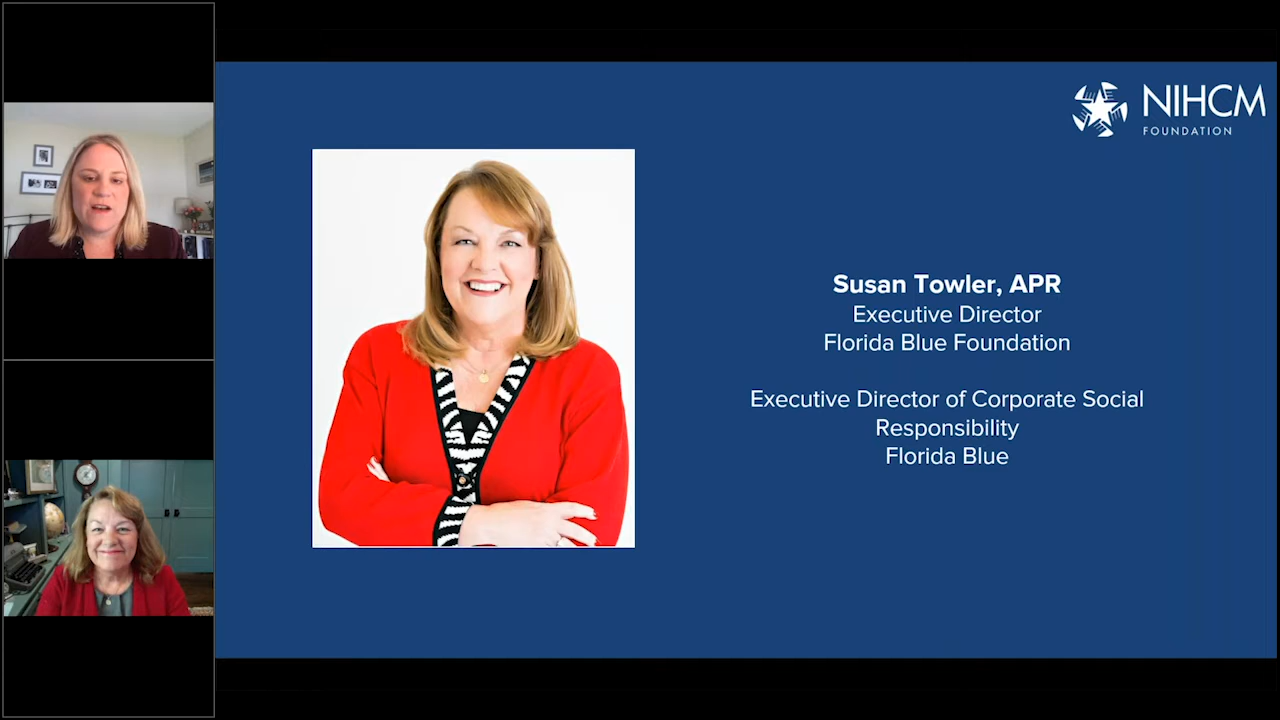 NIHCM
FOUNDATION
Susan Towler, APR
Executive Director
Florida Blue Foundation
Executive Director of Corporate Social
Responsibility
Florida Blue